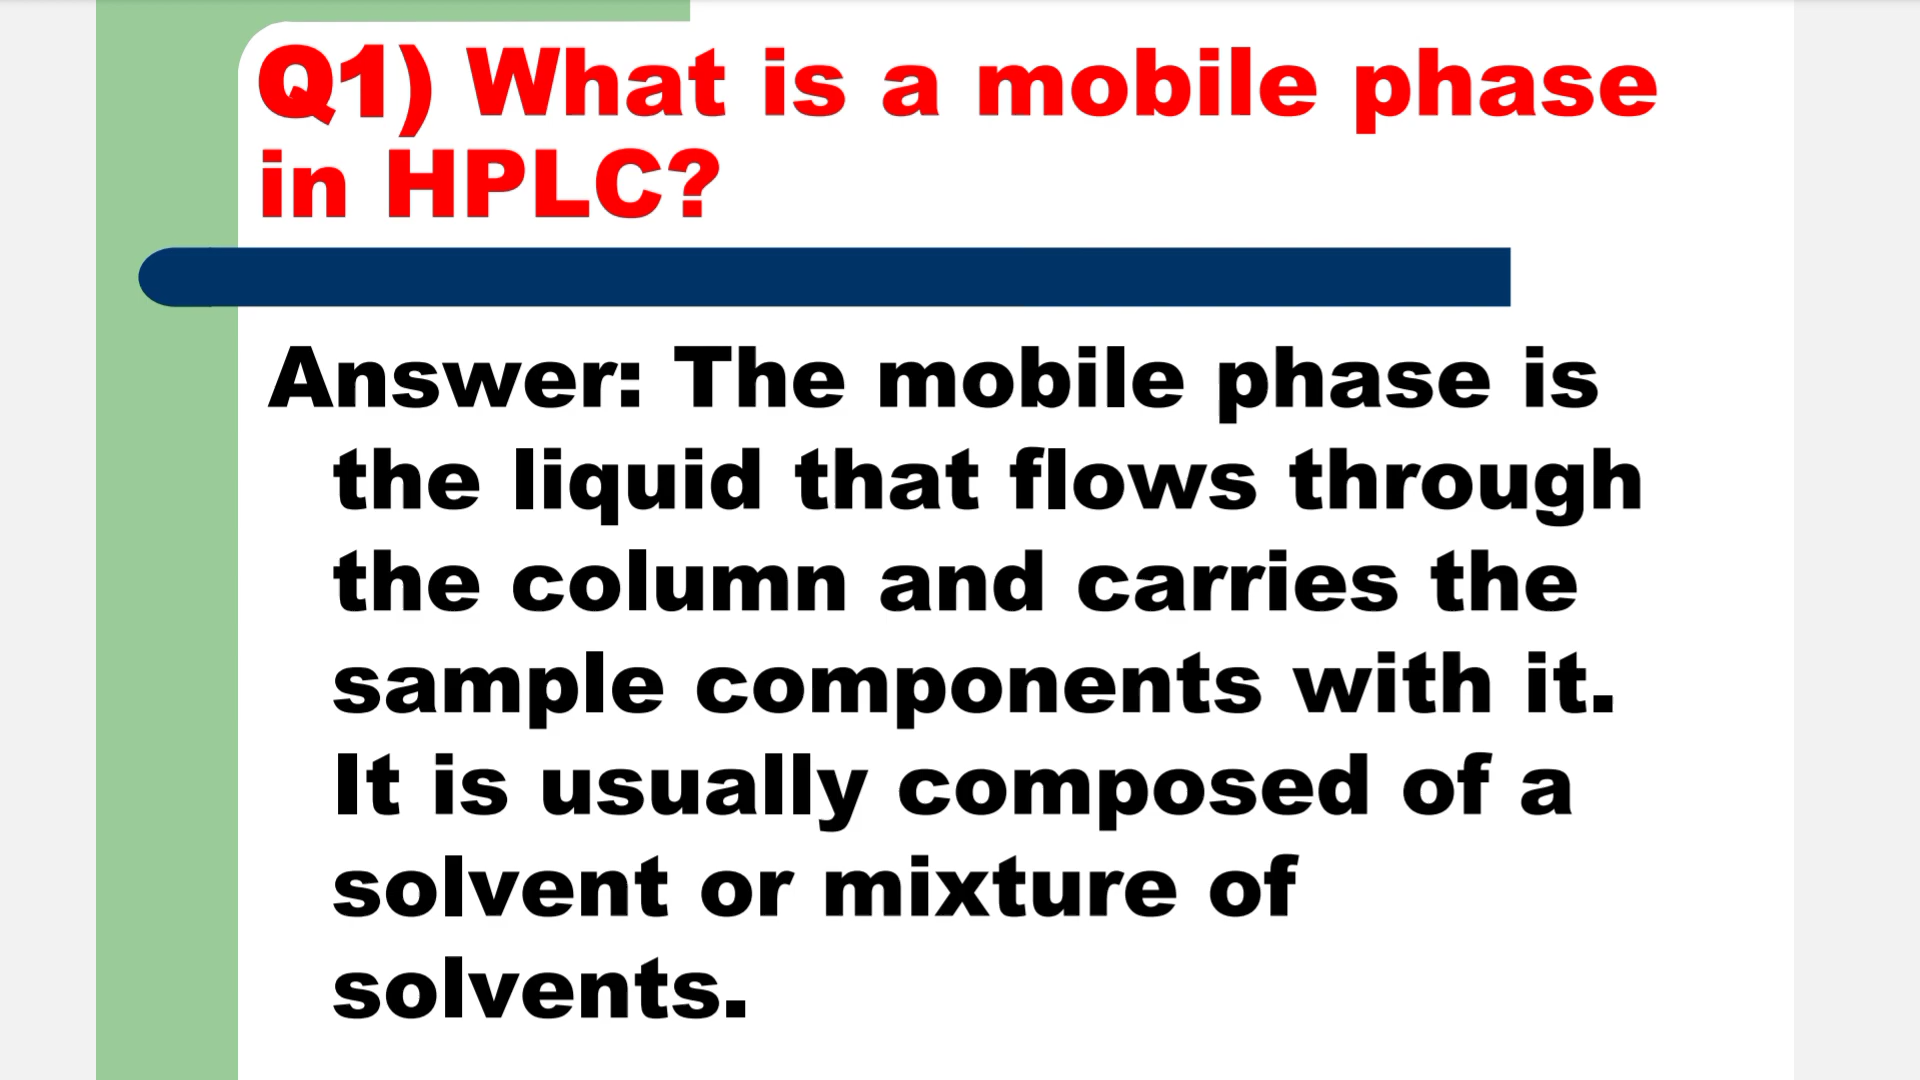 Q1) What is a mobile phase
in HPLC?
Answer: The mobile phase is
the liquid that flows through
the column and carries the
sample components with it.
It is usually composed of a
solvent or mixture of
solvents.